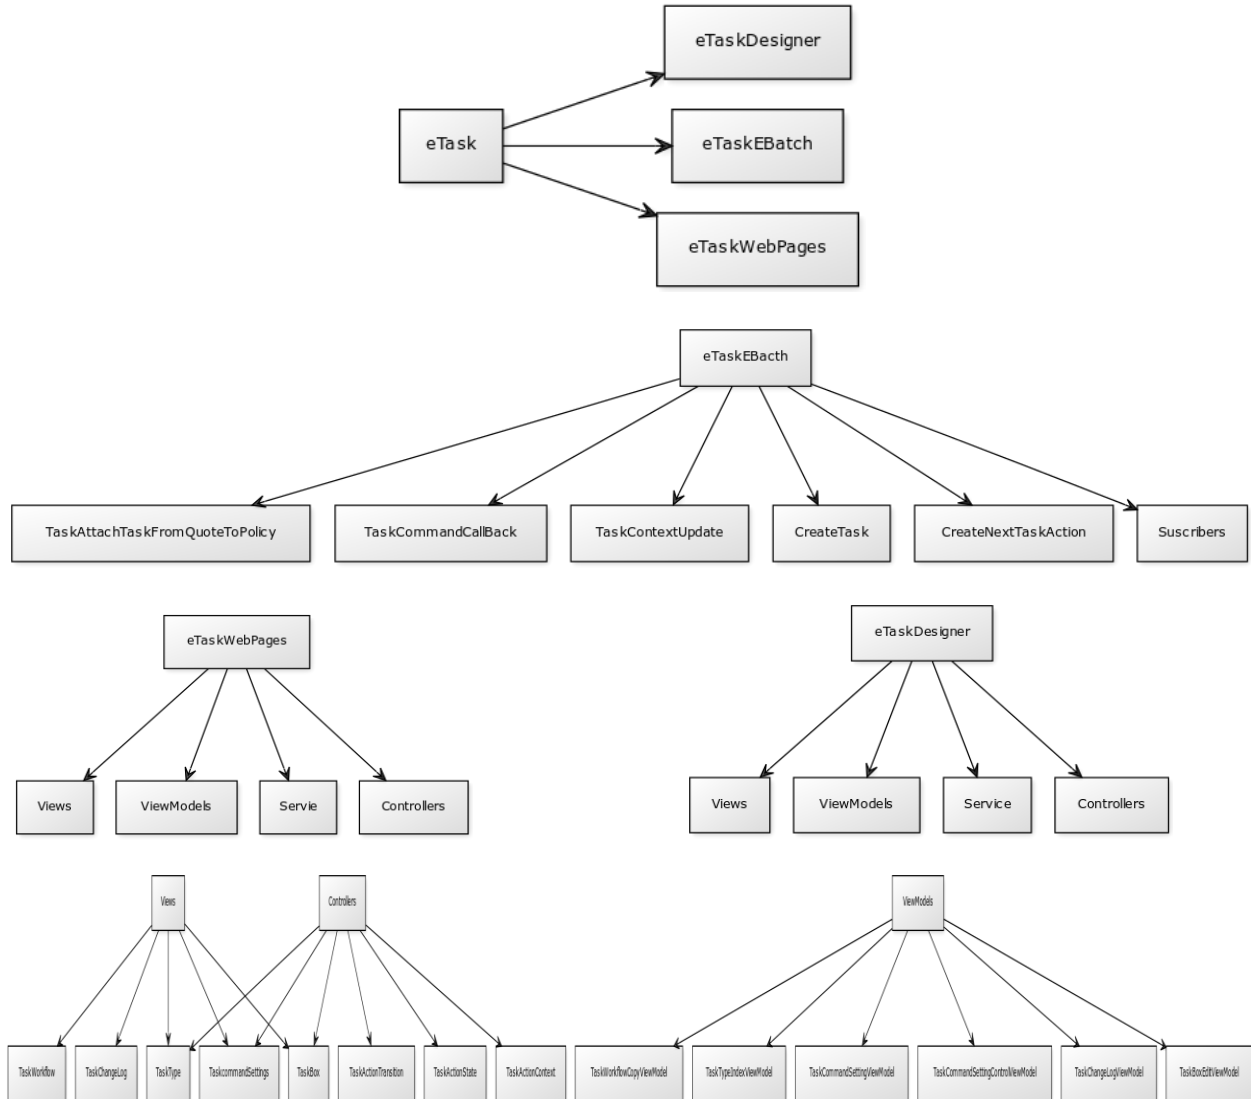 eTaskDesigner
eTask
eTaskEBatch
eTaskWebPages
eTaskEBacth
TaskAttachTaskFromQuoteToPolicy
TaskCommandCallBack
TaskContextUpdate
CreateTask
CreateNextTaskAction
Suscribers
eTaskWebPages
eTaskDesigner
Views
ViewModels
Servie
Controllers
Views
ViewModels
Service
Controllers
Views
Controllers
ViewModels
TaskWorkflow
TaskChangeLog
TaskType
TaskcommandSettings
TaskBox
TaskActionTransition
TaskActionState
TaskActionContext
TaskWorkflowCopyViewModel
TaskTypeIndexViewModel
TaskCommandSettingViewModel
TaskCommandSettingControlViewModel
TaskChangeLogViewModel
TaskBoxEditViewModel